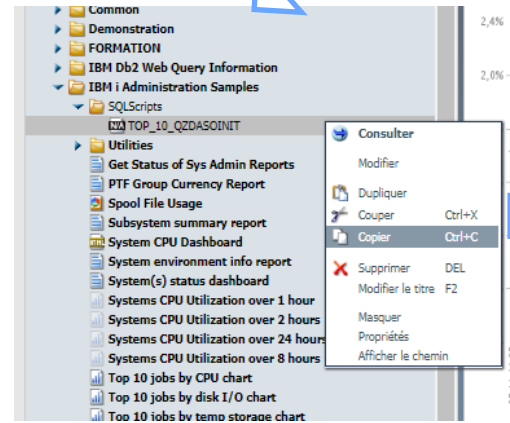 Common
2,4%
Demonstration
FORMATION
IBM Db2 Web Query Information
2,0%
IBM i Administration Samples
SQLScripts
TOP_10_QZDASOINIT
Consulter
Utilities
Modifier
Get Status of Sys Admin Reports
PTF Group Currency Report
Dupliquer
Spool File Usage
Couper Ctrl+X
Subsystem summary report
Copier Ctrl+C
System CPU Dashboard
System environment info report
Supprimer DEL
System(s) status dashboard
Modifier le titre F2
Systems CPU Utilization over 1 hour
Systems CPU Utilization over 2 hours
Masquer
Systems CPU Utilization over 24 hours
Propriétés
Systems CPU Utilization over 8 hours
Afficher le chemin
Top 10 jobs by CPU chart
Top 10 jobs by disk I/O chart
Top 10 jobs by temp storage chart